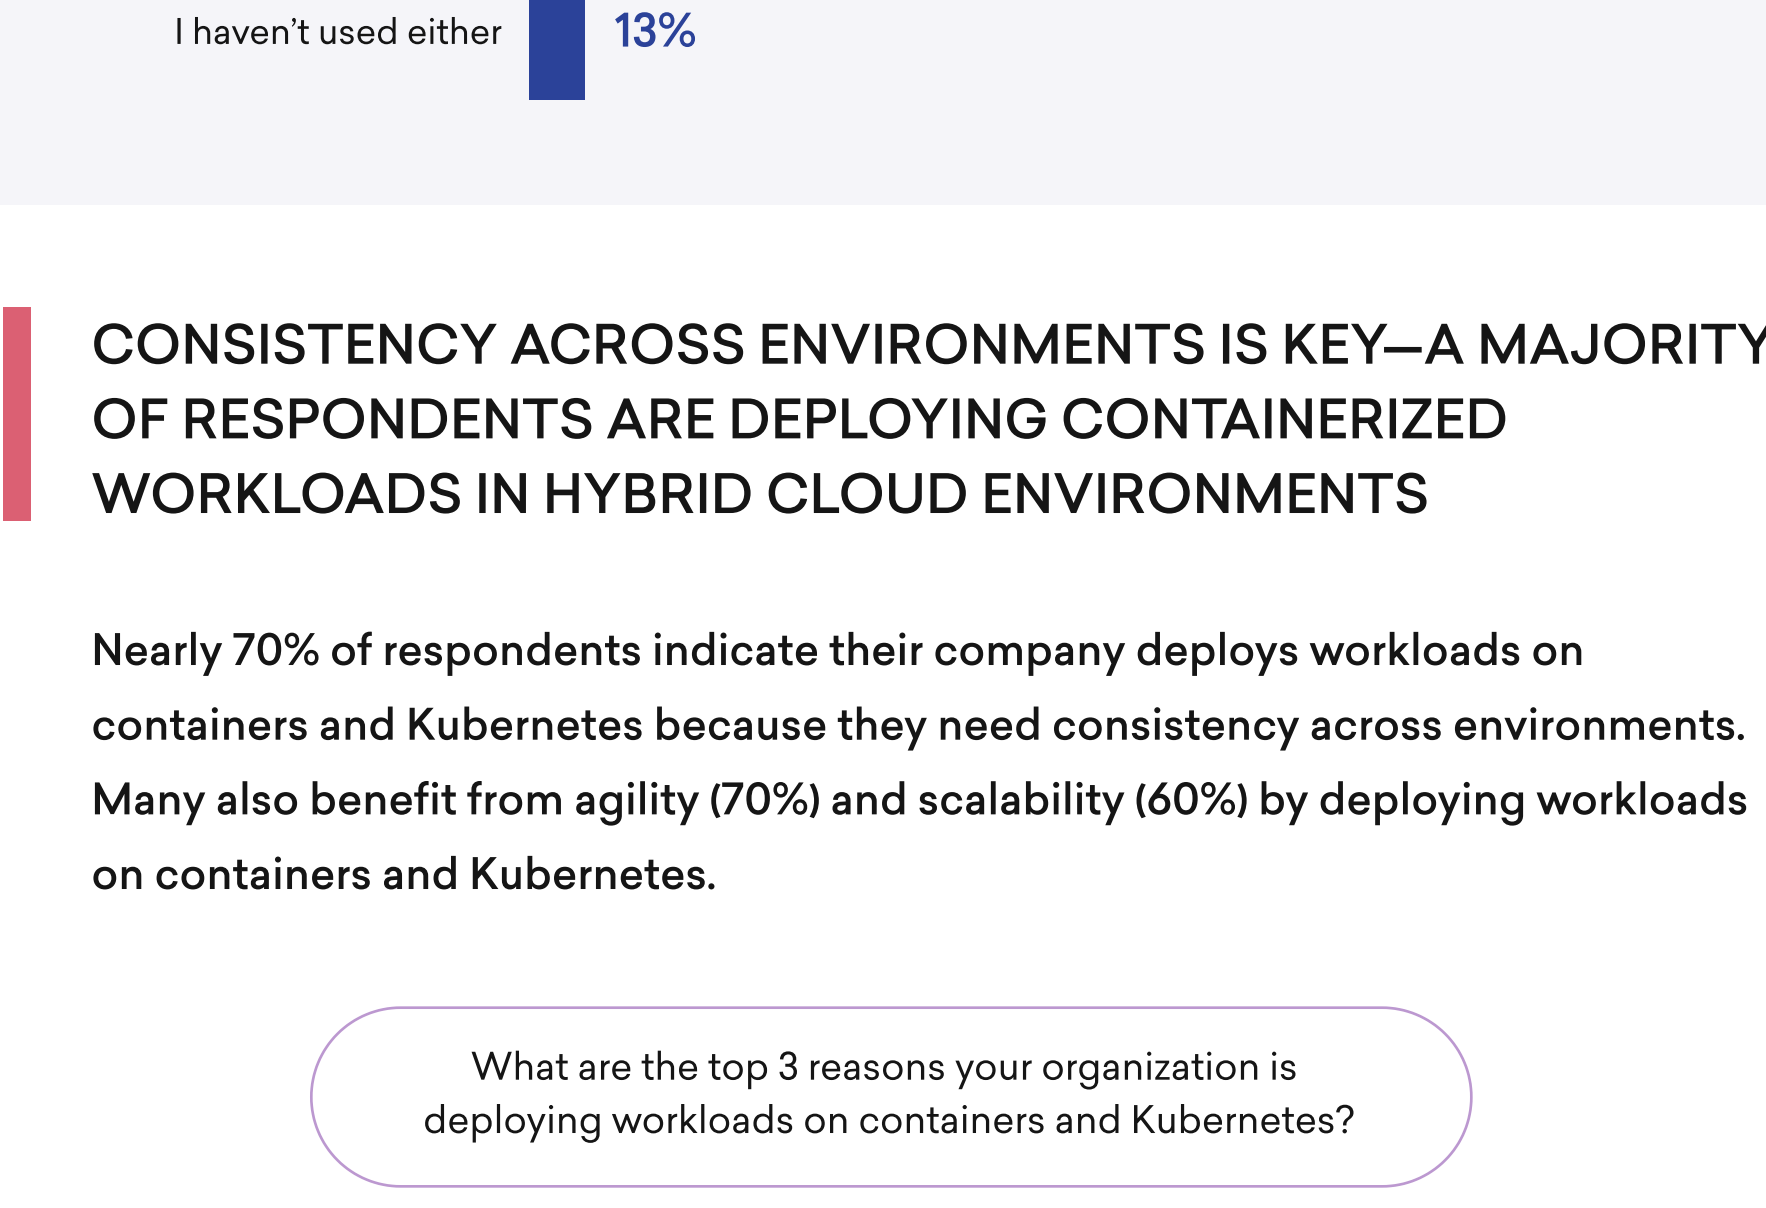 I haven’t used either 13%
CONSISTENCY ACROSS ENVIRONMENTS IS KEY—A MAJORITY
OF RESPONDENTS ARE DEPLOYING CONTAINERIZED
WORKLOADS IN HYBRID CLOUD ENVIRONMENTS
Nearly 70% of respondents indicate their company deploys workloads on
containers and Kubernetes because they need consistency across environments.
Many also benefit from agility (70%) and scalability (60%) by deploying workloads
on containers and Kubernetes.
What are the top 3 reasons your organization is
deploying workloads on containers and Kubernetes?